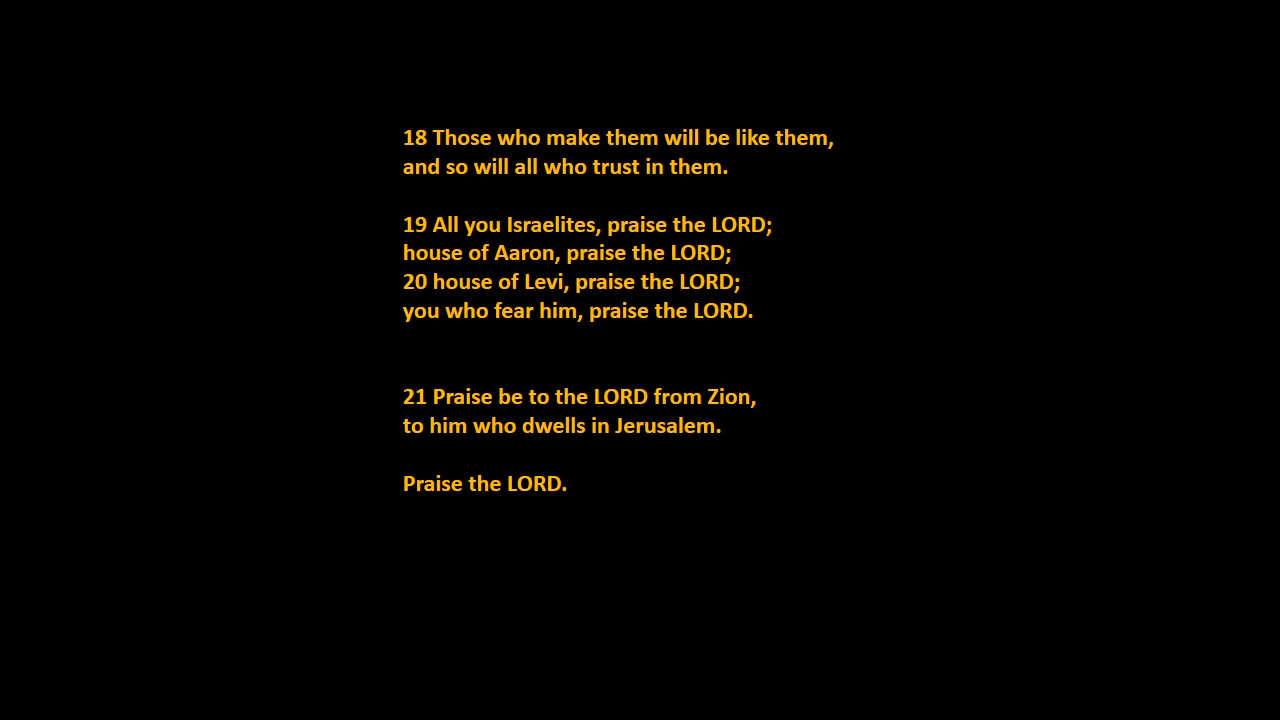 18 Those who make them will be like them,
and so will all who trust in them.
19 All you Israelites, praise the LORD;
house of Aaron, praise the LORD;
20 house of Levi, praise the LORD;
you who fear him, praise the LORD.
21 Praise be to the LORD from Zion,
to him who dwells in Jerusalem.
Praise the LORD.